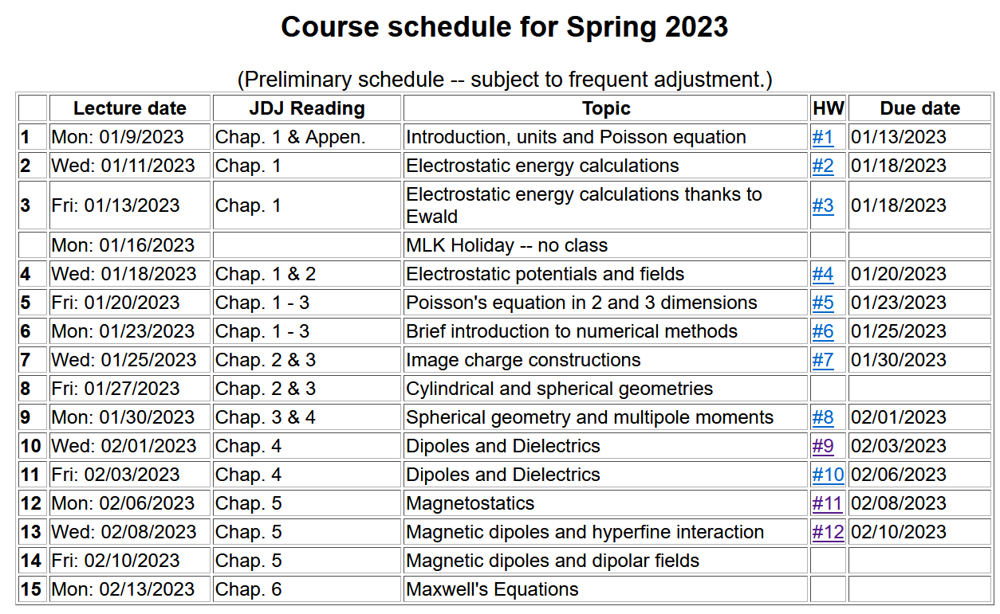 Course schedule for Spring 2023
(Preliminary schedule -- subject to frequent adjustment.)
Lecture date JDJ Reading Topic HW Due date
1 Mon: 01/9/2023 Chap. 1 & Appen. Introduction, units and Poisson equation #1 01/13/2023
2 Wed: 01/11/2023 Chap. 1 Electrostatic energy calculations #2 01/18/2023
3 Fri: 01/13/2023 Chap. 1 Electrostatic energy calculations thanks to
Ewald #3 01/18/2023
Mon: 01/16/2023 MLK Holiday -- no class
4 Wed: 01/18/2023 Chap. 1 & 2 Electrostatic potentials and fields #4 01/20/2023
5 Fri: 01/20/2023 Chap. 1 - 3 Poisson's equation in 2 and 3 dimensions #5 01/23/2023
6 Mon: 01/23/2023 Chap. 1 - 3 Brief introduction to numerical methods #6 01/25/2023
7 Wed: 01/25/2023 Chap. 2 & 3 Image charge constructions #7 01/30/2023
8 Fri: 01/27/2023 Chap. 2 & 3 Cylindrical and spherical geometries
9 Mon: 01/30/2023 Chap. 3 & 4 Spherical geometry and multipole moments #8 02/01/2023
10 Wed: 02/01/2023 Chap. 4 Dipoles and Dielectrics #9 02/03/2023
11 Fri: 02/03/2023 Chap. 4 Dipoles and Dielectrics #10 02/06/2023
12 Mon: 02/06/2023 Chap. 5 Magnetostatics #11 02/08/2023
13 Wed: 02/08/2023 Chap. 5 Magnetic dipoles and hyperfine interaction #12 02/10/2023
14 Fri: 02/10/2023 Chap. 5 Magnetic dipoles and dipolar fields
15 Mon: 02/13/2023 Chap. 6 Maxwell's Equations